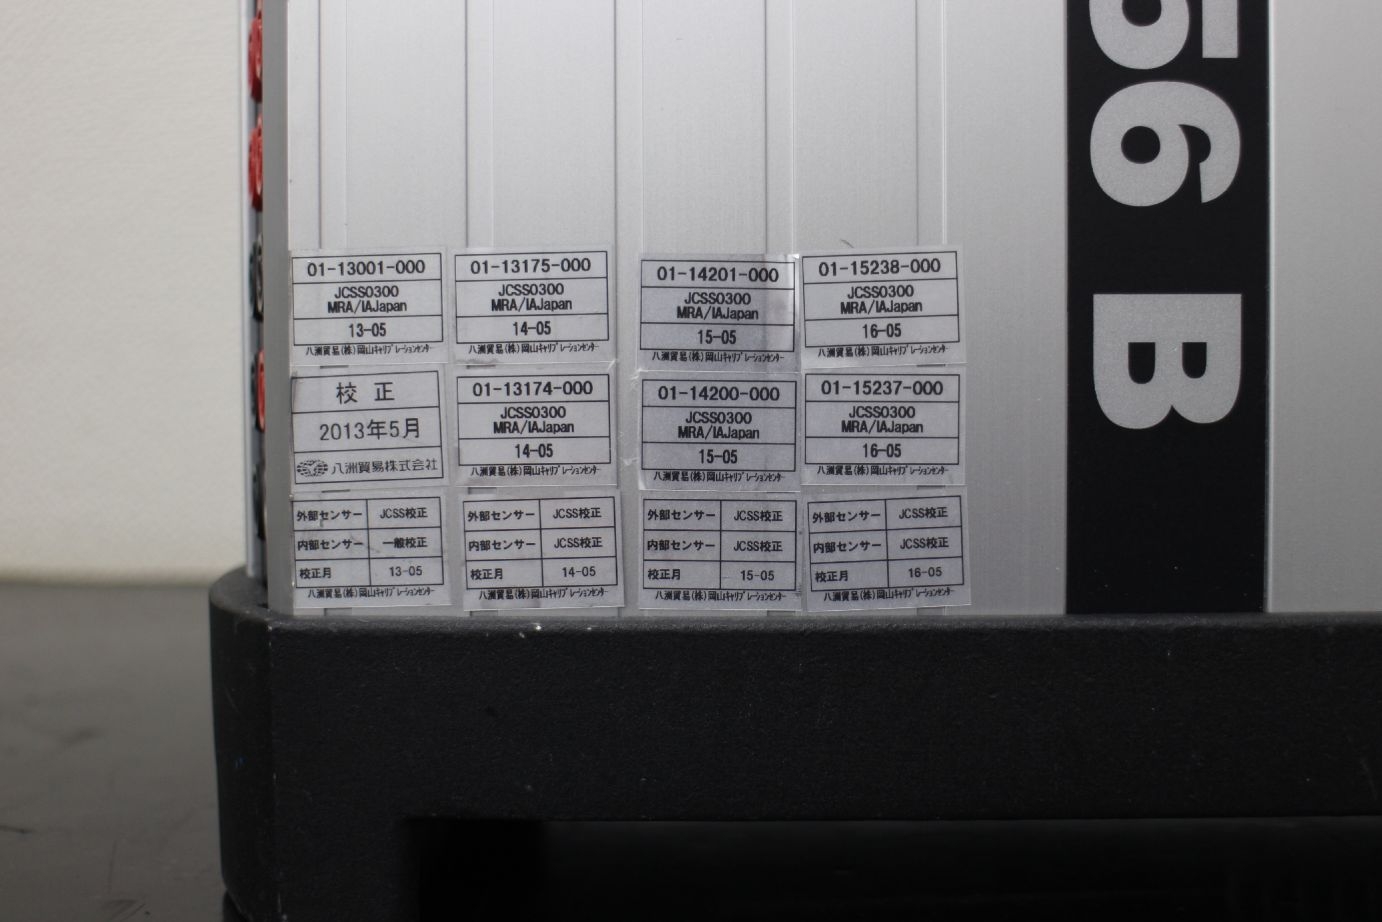 01-13001-000
JCSS0300
MRA/IAJapan
13-05
八洲貿易(株)岡山キャリブレーションセンター
01-13175-000
JCSS0300
MRA/IAJapan
14-05
八洲貿易(株)岡山キャリブレーションセンター
01-14201-000
JCSS0300
MRA/IAJapan
15-05
八洲貿易(株)岡山キャリブレーションセンター
01-15238-000
JCSS0300
MRA/IAJapan
16-05
八洲貿易(株)岡山キャリブレーションセンター
校正
2013年5月
八洲貿易株式会社
01-13174-000
JCSS0300
MRA/IAJapan
14-05
八洲貿易(株)岡山キャリブレーションセンター
01-14200-000
JCSS0300
MRA/IAJapan
15-05
八洲貿易(株)岡山キャリブレーションセンター
01-15237-000
JCSS0300
MRA/IAJapan
16-05
八洲貿易(株)岡山キャリブレーションセンター
外部センサー JCSS校正
内部センサー 一般校正
校正月 13-05
八洲貿易(株)岡山キャリブレーションセンター
外部センサー JCSS校正
内部センサー JCSS校正
校正月 14-05
八洲貿易(株)岡山キャリブレーションセンター
外部センサー JCSS校正
内部センサー JCSS校正
校正月 15-05
八洲貿易(株)岡山キャリブレーションセンター
外部センサー JCSS校正
内部センサー JCSS校正
校正月 16-05
八洲貿易(株)岡山キャリブレーションセンター
56 B